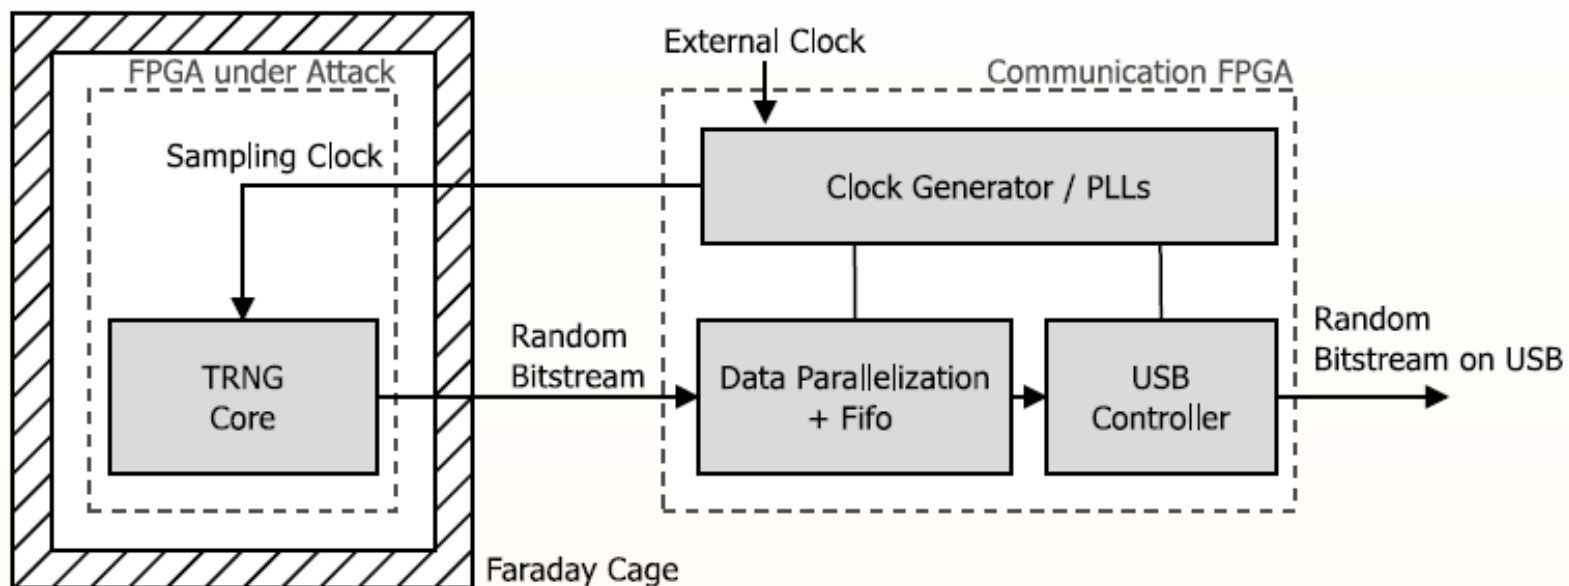 External Clock
FPGA under Attack
Communication FPGA
Sampling Clock
Clock Generator / PLLs
TRNG
Core
Random
Bitstream
Data Parallelization
+ Fifo
USB
Controller
Random
Bitstream on USB
Faraday Cage